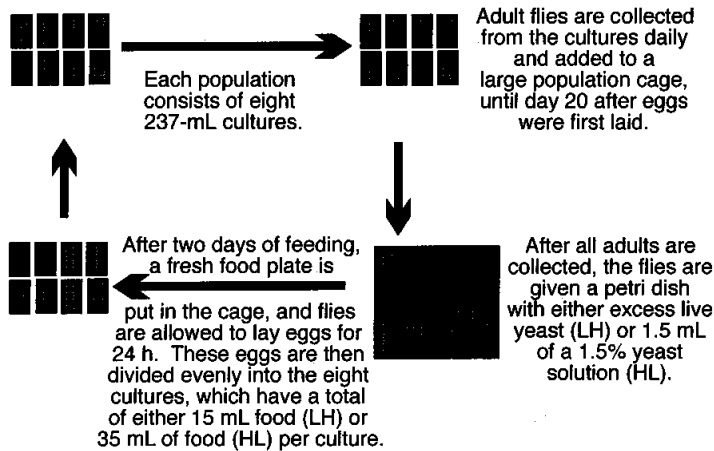 Each population
consists of eight
237-mL cultures.
Adult flies are collected
from the cultures daily
and added to a
large population cage,
until day 20 after eggs
were first laid.
After all adults are
collected, the flies are
given a petri dish
with either excess live
yeast (LH) or 1.5 mL
of a 1.5% yeast
solution (HL).
After two days of feeding,
a fresh food plate is
put in the cage, and flies
are allowed to lay eggs for
24 h. These eggs are then
divided evenly into the eight
cultures, which have a total
of either 15 mL food (LH) or
35 mL of food (HL) per culture.